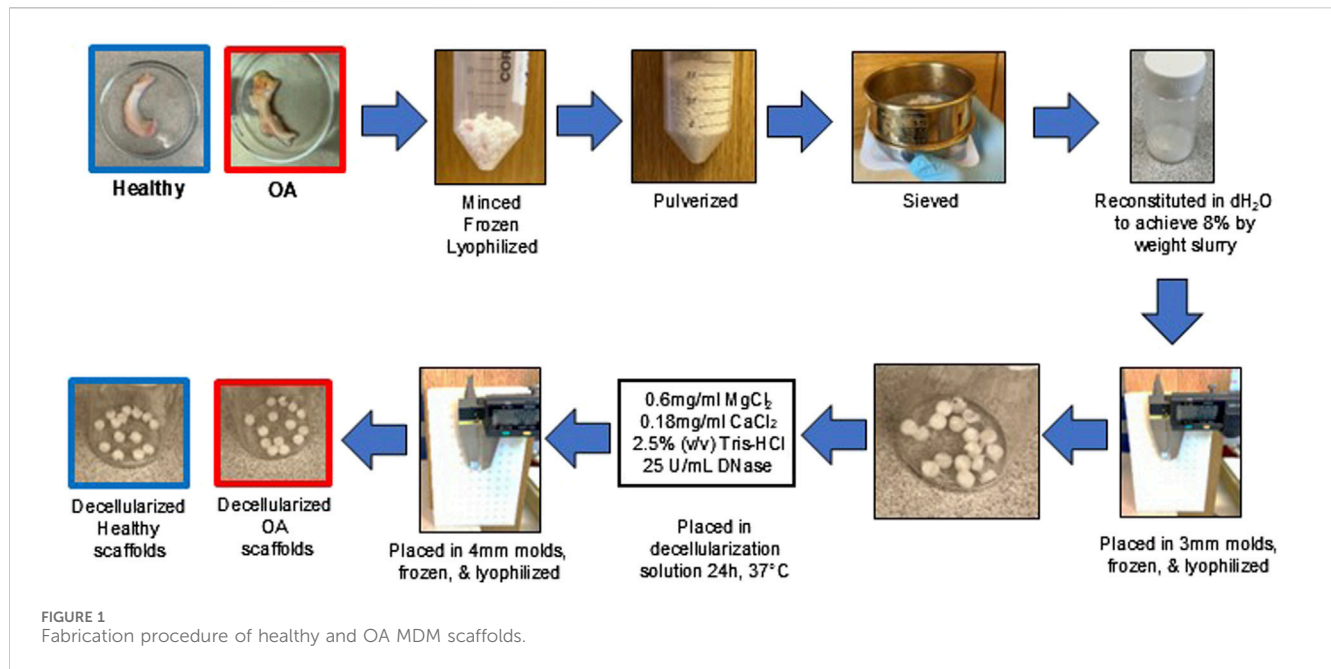 Healthy
OA
Minced
Frozen
Lyophilized
Pulverized
Sieved
Reconstituted in dH₂O
to achieve 8% by
weight slurry
Placed in 3mm molds,
frozen, & lyophilized
0.6mg/ml MgCl₂
0.18mg/ml CaCl₂
2.5% (v/v) Tris-HCl
25 U/mL DNase
Placed in
decellularization
solution 24h, 37°C
Placed in 4mm molds,
frozen, & lyophilized
Decellularized
OA
scaffolds
Decellularized
Healthy
scaffolds
FIGURE 1
Fabrication procedure of healthy and OA MDM scaffolds.